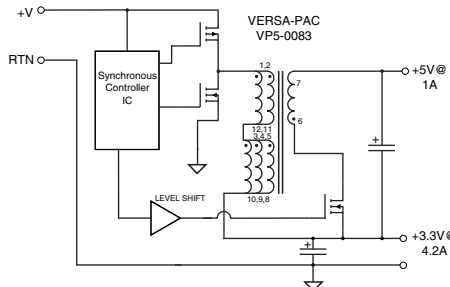 +V
VERSA-PAC
VP5-0083
RTN
Synchronous
Controller
IC
1,2
7
+5V@
1A
6
12,11
3,4,5
+
10,9,8
LEVEL SHIFT
+3.3V@
4.2A
+